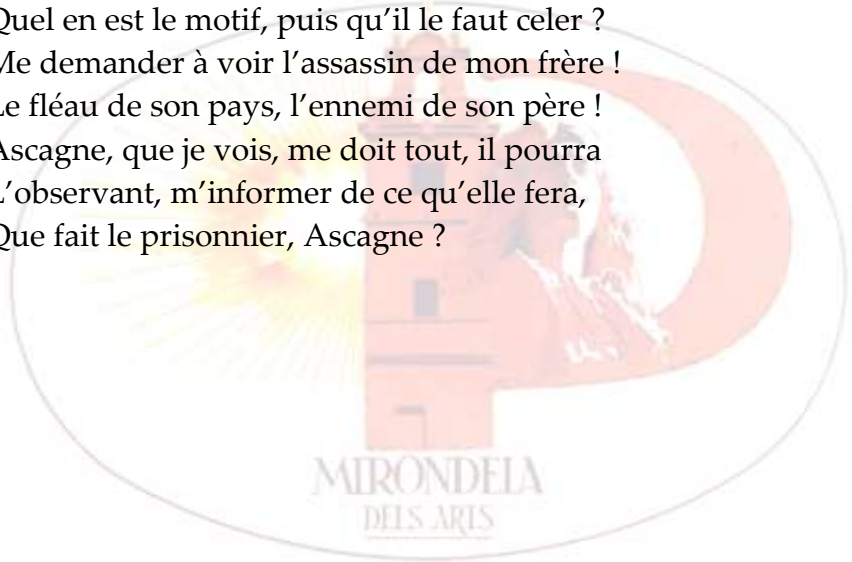 Quel en est le motif, puis qu’il le faut celer ?
Me demander à voir l’assassin de mon frère !
Le fléau de son pays, l’ennemi de son père !
Ascagne, que je vois, me doit tout, il pourra
L’observant, m’informer de ce qu’elle fera,
Que fait le prisonnier, Ascagne ?
MIRONDELA
DELS ARTS